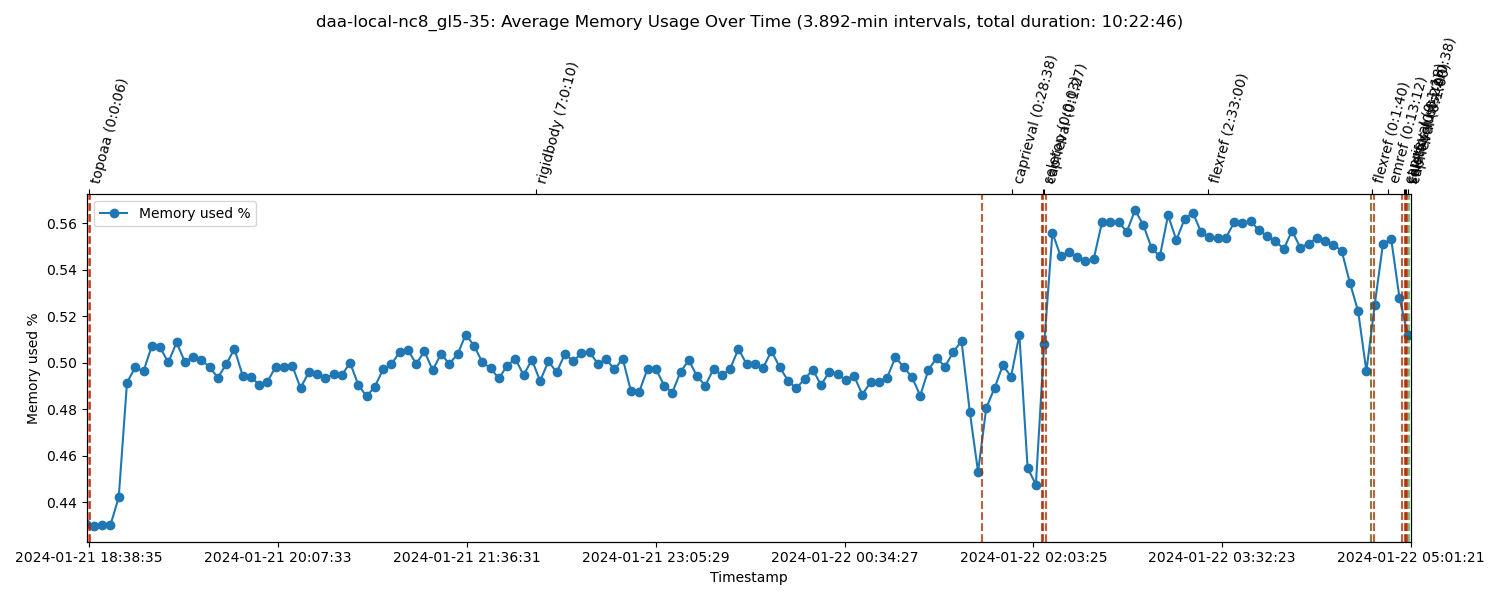 daa-local-nc8_gl5-35: Average Memory Usage Over Time (3.892-min intervals, total duration: 10:22:46)
topoaa (0:0:06)
rigidbody (7:0:10)
caprieval (0:28:38)
caprieval (0:1:27)
flexref (2:33:00)
flexref (0:1:40)
emref (0:13:12)
Memory used %
0.56
0.54
0.52
0.50
0.48
0.46
0.44
Memory used %
2024-01-21 18:38:35
2024-01-21 20:07:33
2024-01-21 21:36:31
2024-01-21 23:05:29
2024-01-22 00:34:27
2024-01-22 02:03:25
2024-01-22 03:32:23
2024-01-22 05:01:21
Timestamp